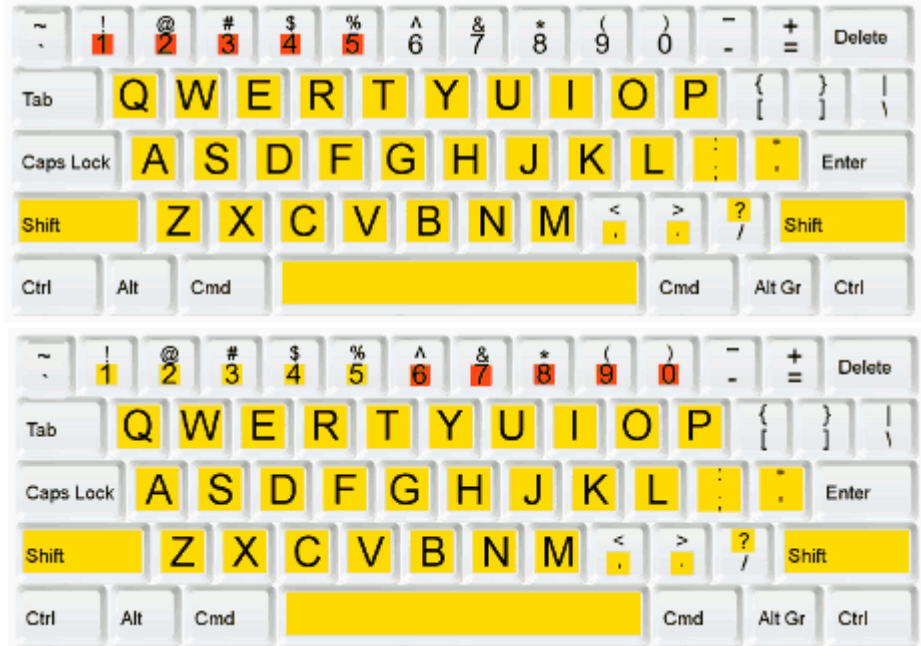 ~ ! @ # $ % ^ & * ( ) – +
` 1 2 3 4 5 6 7 8 9 0 - = Delete
Tab Q W E R T Y U I O P { } |
[ ] \
Caps Lock A S D F G H J K L : " Enter
; '
Shift Z X C V B N M < > ? Shift
, . /
Ctrl Alt Cmd Cmd Alt Gr Ctrl
~ ! @ # $ % ^ & * ( ) – +
` 1 2 3 4 5 6 7 8 9 0 - = Delete
Tab Q W E R T Y U I O P { } |
[ ] \
Caps Lock A S D F G H J K L : " Enter
; '
Shift Z X C V B N M < > ? Shift
, . /
Ctrl Alt Cmd Cmd Alt Gr Ctrl